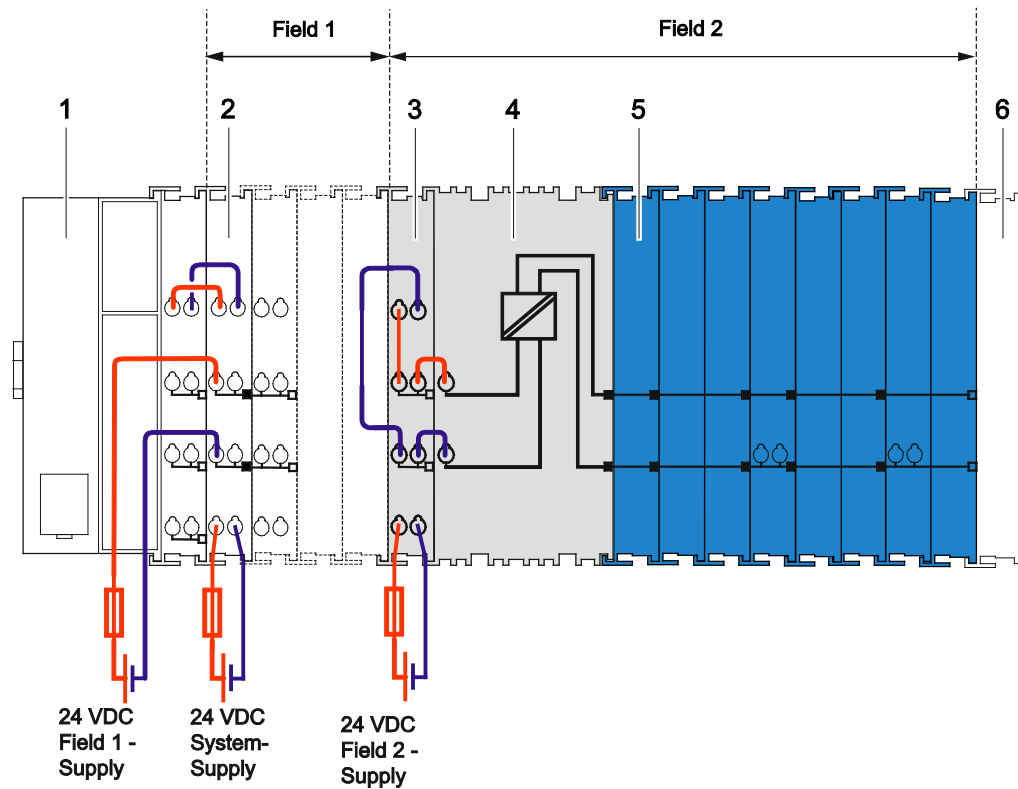 Field 1
Field 2
1
2
3
4
5
6
24 VDC
Field 1 -
Supply
24 VDC
System-
Supply
24 VDC
Field 2 -
Supply